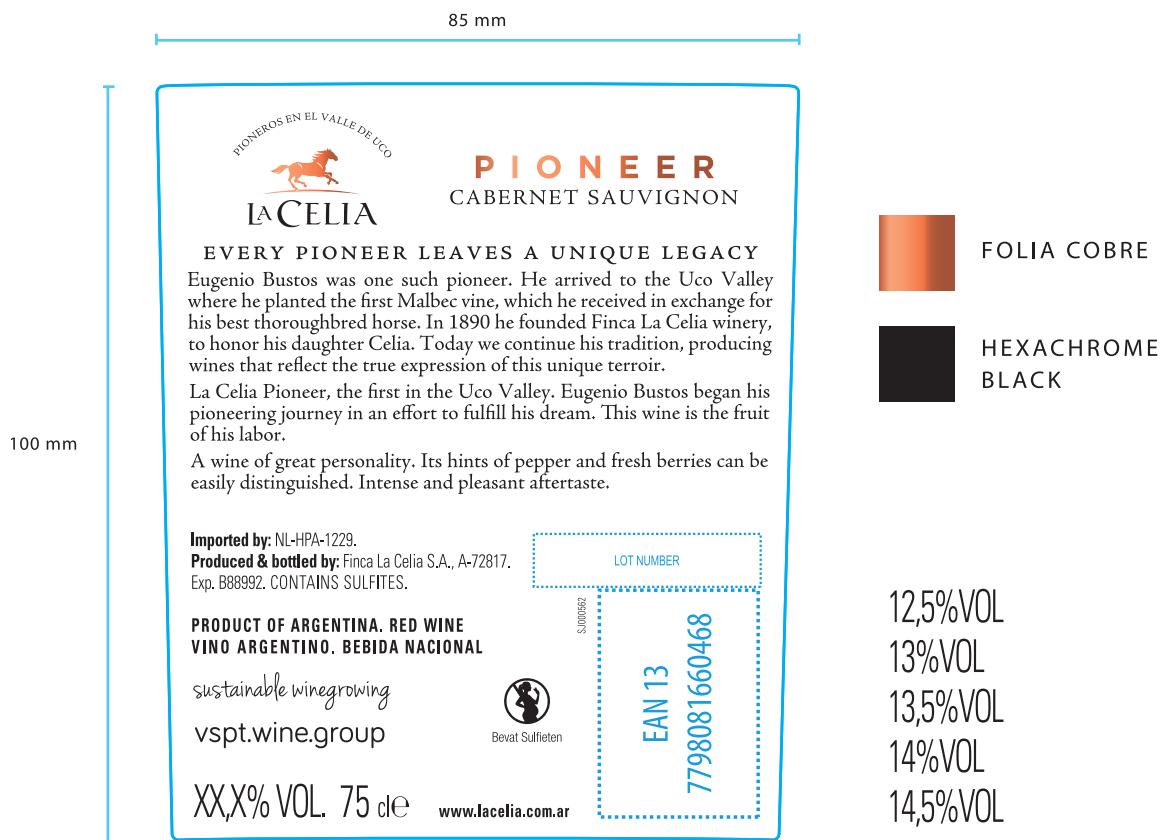 85 mm
100 mm
PIONEROS EN EL VALLE DE UCO
LA CELIA
PIONEER
CABERNET SAUVIGNON
EVERY PIONEER LEAVES A UNIQUE LEGACY
Eugenio Bustos was one such pioneer. He arrived to the Uco Valley
where he planted the first Malbec vine, which he received in exchange for
his best thoroughbred horse. In 1890 he founded Finca La Celia winery,
to honor his daughter Celia. Today we continue his tradition, producing
wines that reflect the true expression of this unique terroir.
La Celia Pioneer, the first in the Uco Valley. Eugenio Bustos began his
pioneering journey in an effort to fulfill his dream. This wine is the fruit
of his labor.
A wine of great personality. Its hints of pepper and fresh berries can be
easily distinguished. Intense and pleasant aftertaste.
Imported by: NL-HPA-1229.
Produced & bottled by: Finca La Celia S.A., A-72817.
Exp. B88992. CONTAINS SULFITES.
PRODUCT OF ARGENTINA. RED WINE
VINO ARGENTINO. BEBIDA NACIONAL
sustainable winegrowing
vspt.wine.group
Bevat Sulfieten
XX,X% VOL. 75 cl e
www.lacelia.com.ar
LOT NUMBER
SJ000562
EAN 13
7798081660468
FOLIA COBRE
HEXACHROME
BLACK
12,5%VOL
13%VOL
13,5%VOL
14%VOL
14,5%VOL